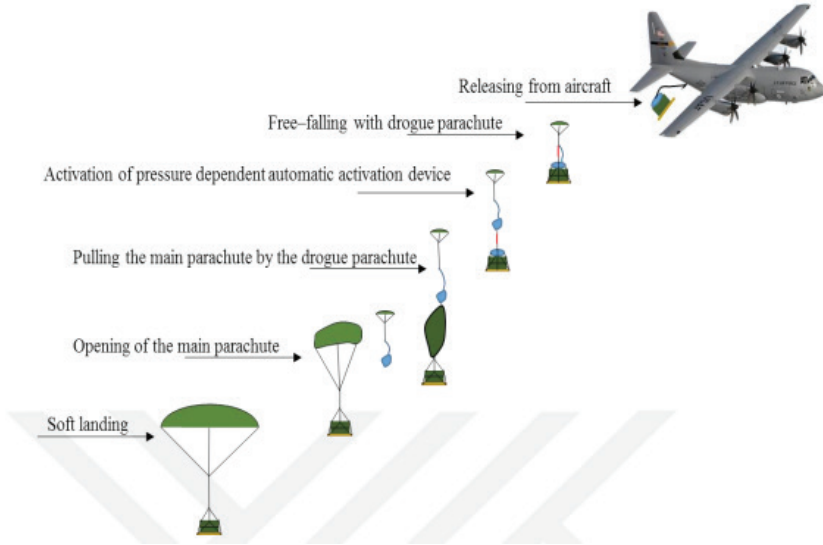 Releasing from aircraft
Free–falling with drogue parachute
Activation of pressure dependent automatic activation device
Pulling the main parachute by the drogue parachute
Opening of the main parachute
Soft landing